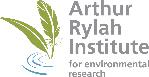 Arthur
Rylah
Institute
for environmental
research